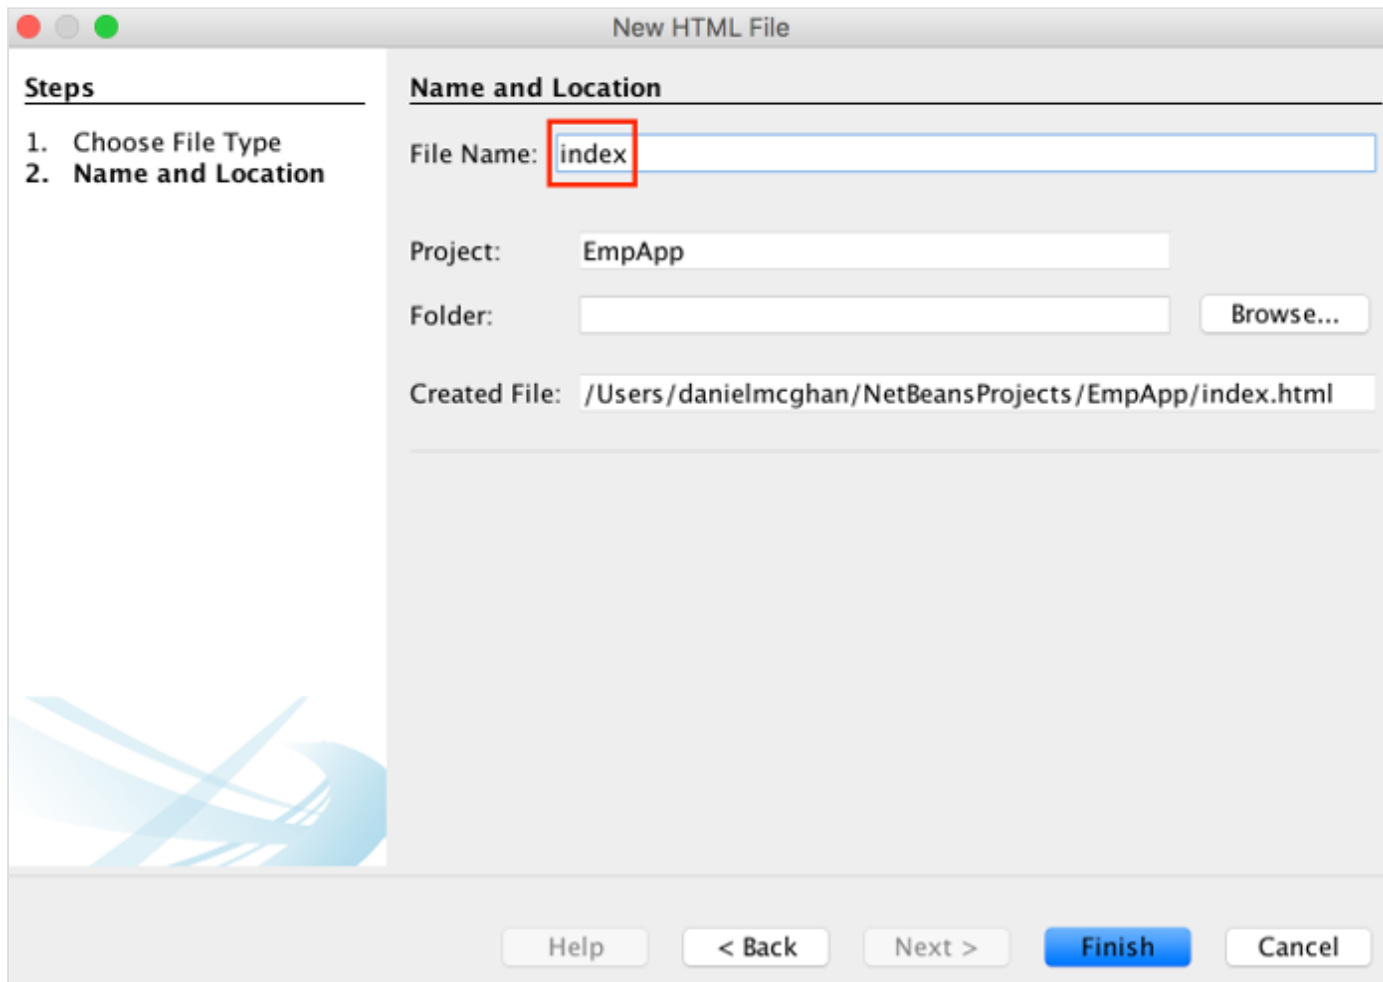 New HTML File
Steps
1. Choose File Type
2. Name and Location
Name and Location
File Name: index
Project: EmpApp
Folder: Browse...
Created File: /Users/danielmcghan/NetBeansProjects/EmpApp/index.html
Help < Back Next > Finish Cancel